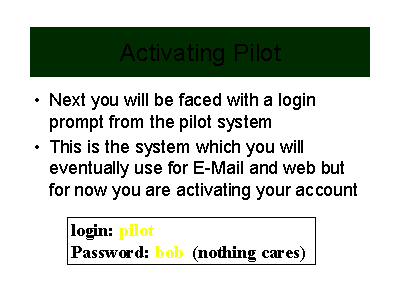 Activating Pilot
• Next you will be faced with a login
prompt from the pilot system
• This is the system which you will
eventually use for E-Mail and web but
for now you are activating your account
login: pilot
Password: bob (nothing cares)